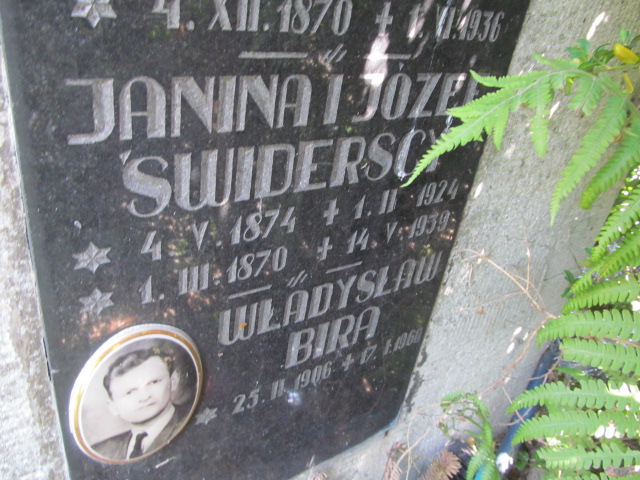 4. XII. 1870 + 1. VI. 1936
JANINA I JÓZEF
ŚWIDERSCY
4 V. 1874 + 1. II 1924
1. III. 1870 + 14. V. 1939
WŁADYSŁAW
BIRA
25. II 1906 + 17. I. 1968